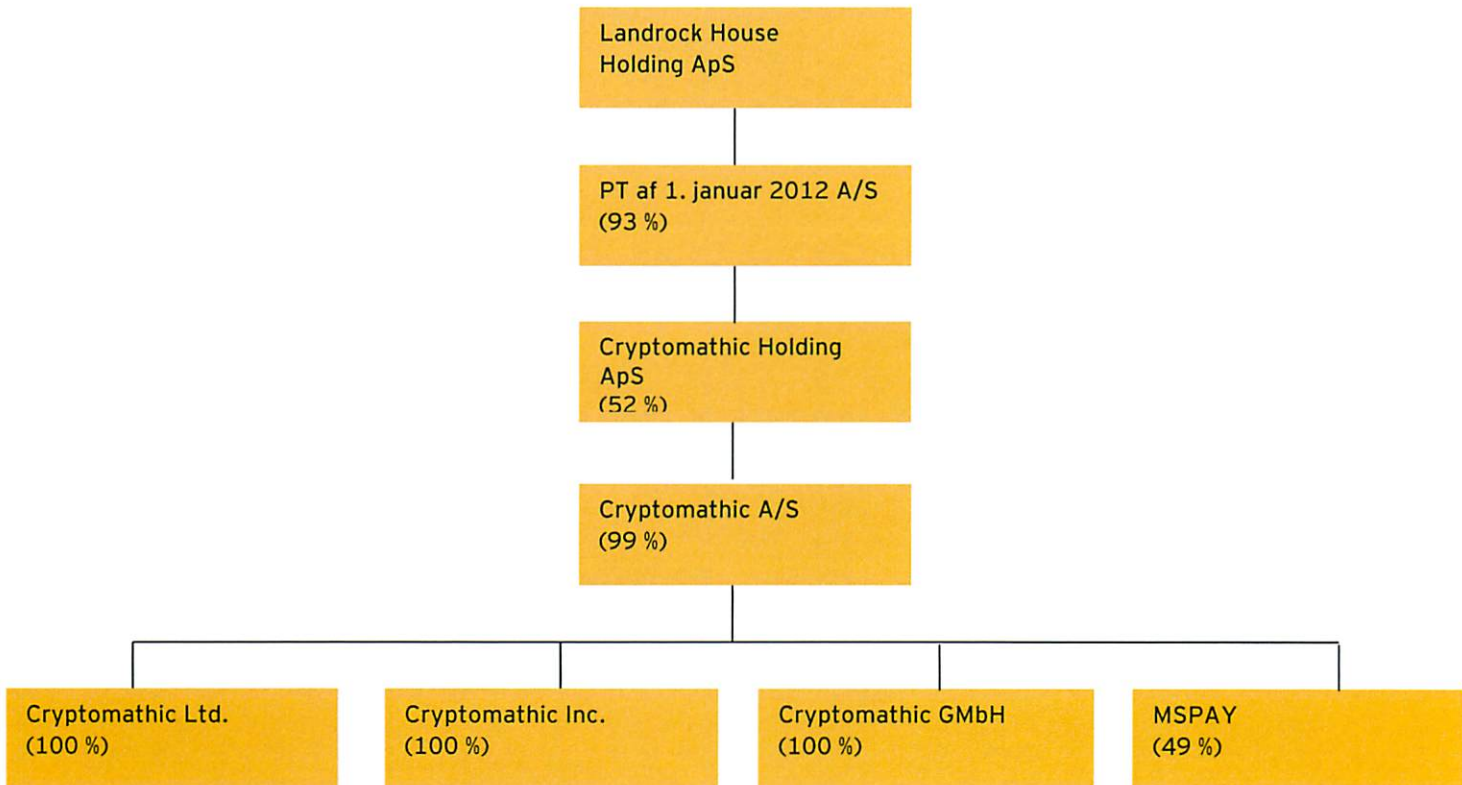 Landrock House
Holding ApS
PT af 1. januar 2012 A/S
(93 %)
Cryptomathic Holding
ApS
(52 %)
Cryptomathic A/S
(99 %)
Cryptomathic Ltd.
(100 %)
Cryptomathic Inc.
(100 %)
Cryptomathic GMbH
(100 %)
MSPAY
(49 %)